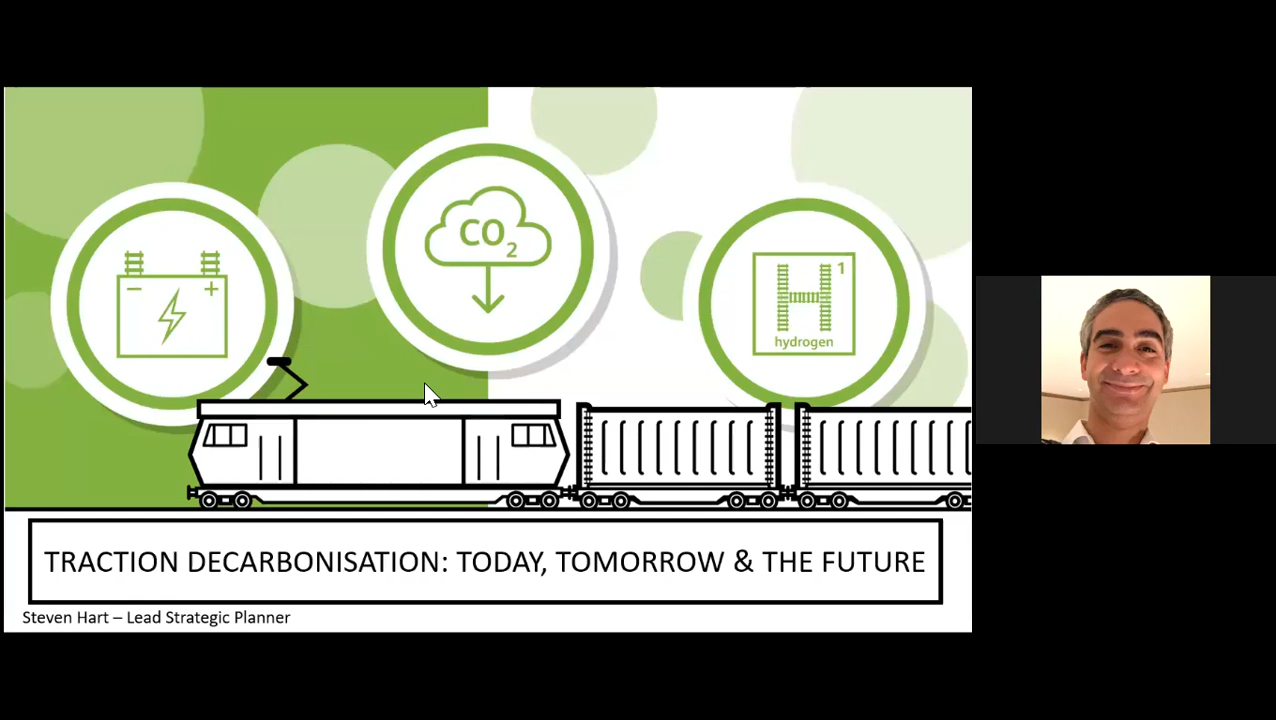 CO2
− +
1
H
hydrogen
TRACTION DECARBONISATION: TODAY, TOMORROW & THE FUTURE
Steven Hart – Lead Strategic Planner